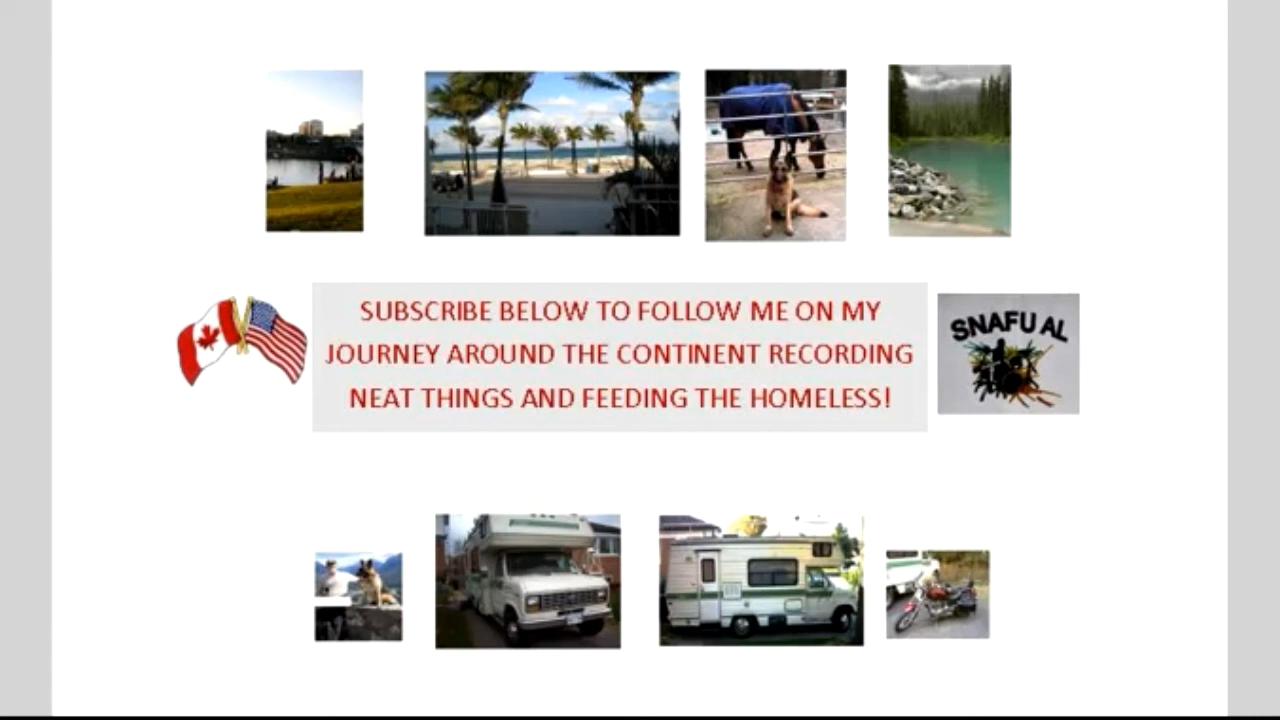 SUBSCRIBE BELOW TO FOLLOW ME ON MY
JOURNEY AROUND THE CONTINENT RECORDING
NEAT THINGS AND FEEDING THE HOMELESS!
SNAFU AL